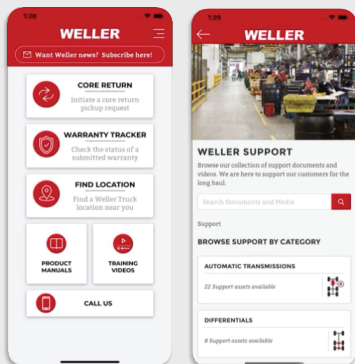 1:29
WELLER
Want Weller news? Subscribe here!
CORE RETURN
Initiate a core return
pickup request
WARRANTY TRACKER
Check the status of a
submitted warranty
FIND LOCATION
Find a Weller Truck
location near you
PRODUCT
MANUALS
TRAINING
VIDEOS
CALL US
1:29
WELLER
WELLER SUPPORT
Browse our collection of support documents and
videos. We are here to support our customers for the
long haul.
Search Documents and Media
Support
BROWSE SUPPORT BY CATEGORY
AUTOMATIC TRANSMISSIONS
22 Support assets available
DIFFERENTIALS
8 Support assets available